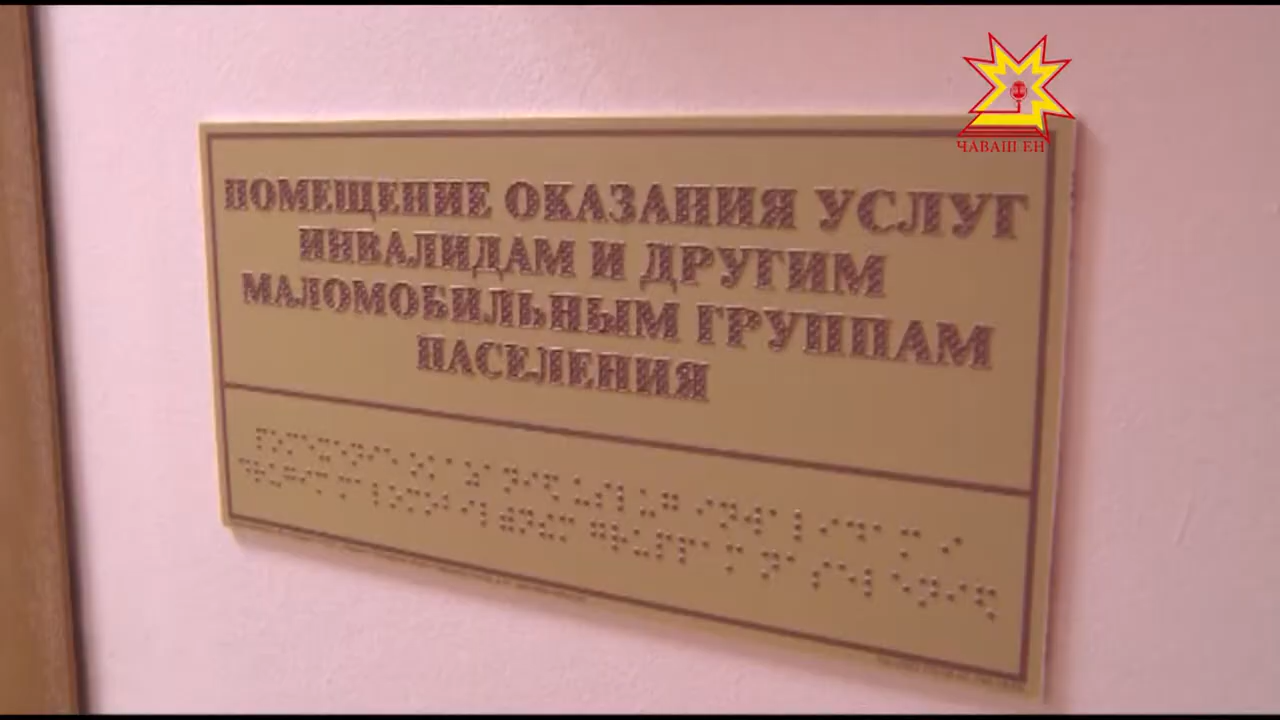 ЧАВАШ ЕН
ПОМЕЩЕНИЕ ОКАЗАНИЯ УСЛУГ
ИНВАЛИДАМ И ДРУГИМ
МАЛОМОБИЛЬНЫМ ГРУППАМ
НАСЕЛЕНИЯ